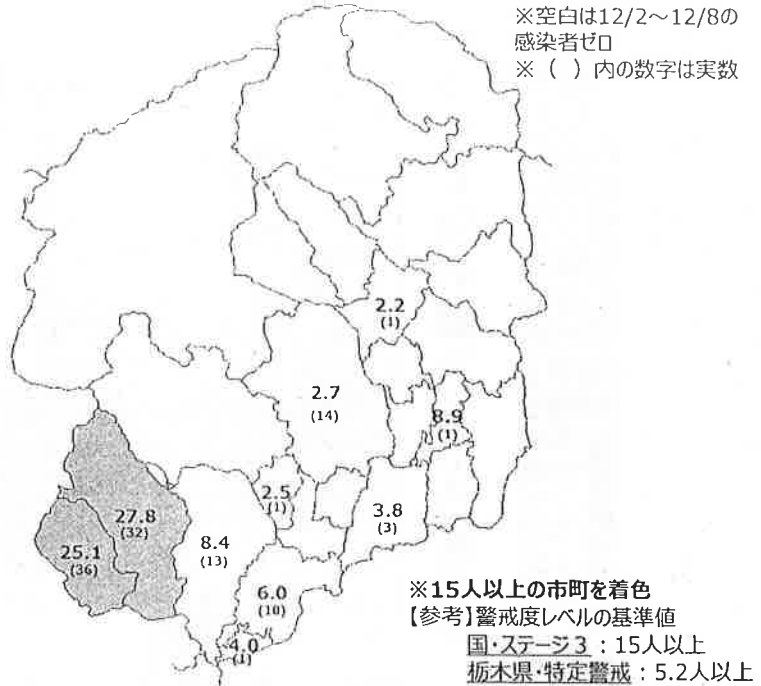 ※空白は12/2～12/8の
感染者ゼロ
※（ ）内の数字は実数
2.2
(1)
2.7
(14)
8.9
(1)
2.5
(1)
3.8
(3)
27.8
(32)
8.4
(13)
25.1
(36)
6.0
(10)
4.0
(1)
※15人以上の市町を着色
【参考】警戒度レベルの基準値
国・ステージ3：15人以上
栃木県・特定警戒：5.2人以上